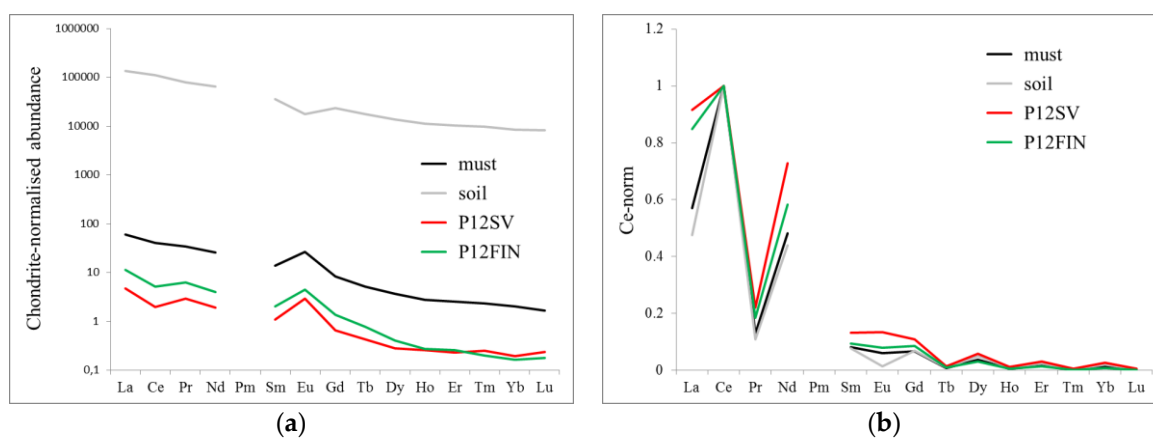 1000000
100000
10000
1000
100
10
1
0,1
Chondrite-normalised abundance
must
soil
P12SV
P12FIN
La Ce Pr Nd Pm Sm Eu Gd Tb Dy Ho Er Tm Yb Lu
(a)
1.2
1
0.8
0.6
0.4
0.2
0
Ce-norm
must
soil
P12SV
P12FIN
La Ce Pr Nd Pm Sm Eu Gd Tb Dy Ho Er Tm Yb Lu
(b)